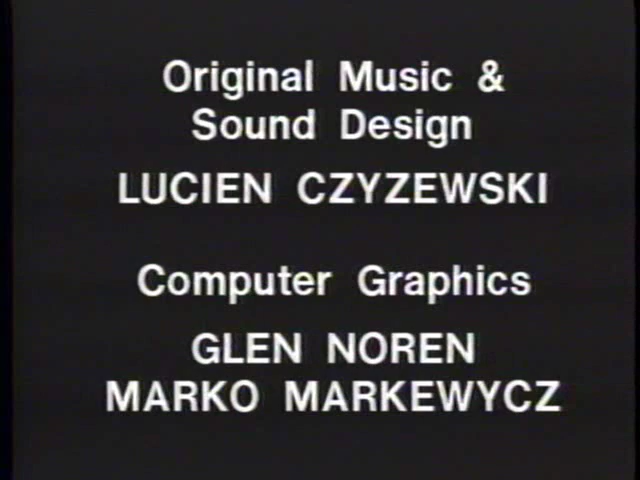 Original Music &
Sound Design
LUCIEN CZYZEWSKI
Computer Graphics
GLEN NOREN
MARKO MARKEWYCZ